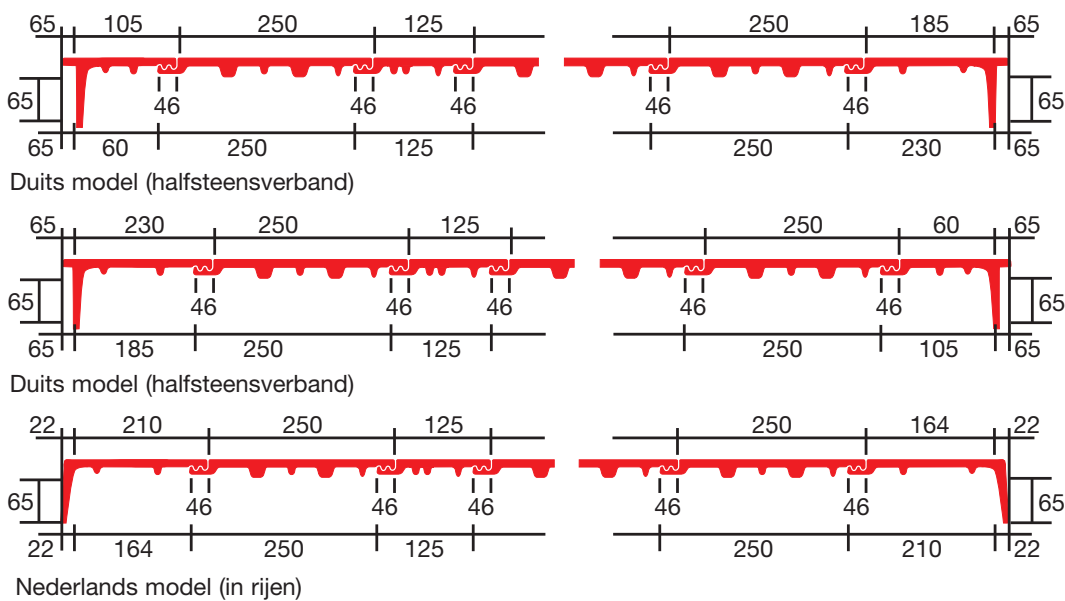 65 105 250 125 250 185 65
65 46 46 46 46 46 65
65 60 250 125 250 230 65
Duits model (halfsteensverband)
65 230 250 125 250 60 65
65 46 46 46 46 46 65
65 185 250 125 250 105 65
Duits model (halfsteensverband)
22 210 250 125 250 164 22
65 46 46 46 46 46 65
22 164 250 125 250 210 22
Nederlands model (in rijen)